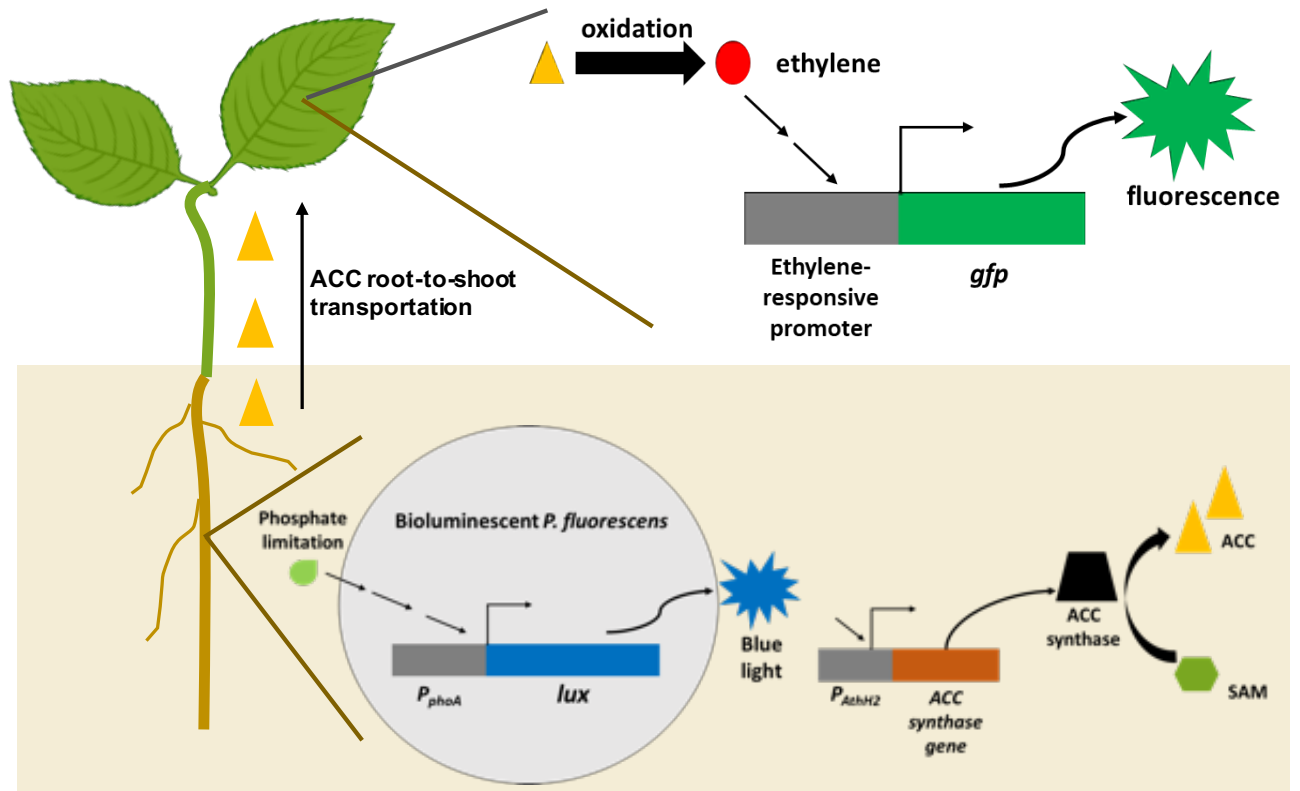 oxidation
ethylene
fluorescence
Ethylene-
responsive
promoter
gfp
ACC root-to-shoot
transportation
Phosphate
limitation
Bioluminescent P. fluorescens
PphoA
lux
Blue
light
PAthH2
ACC
synthase
gene
ACC
synthase
ACC
SAM